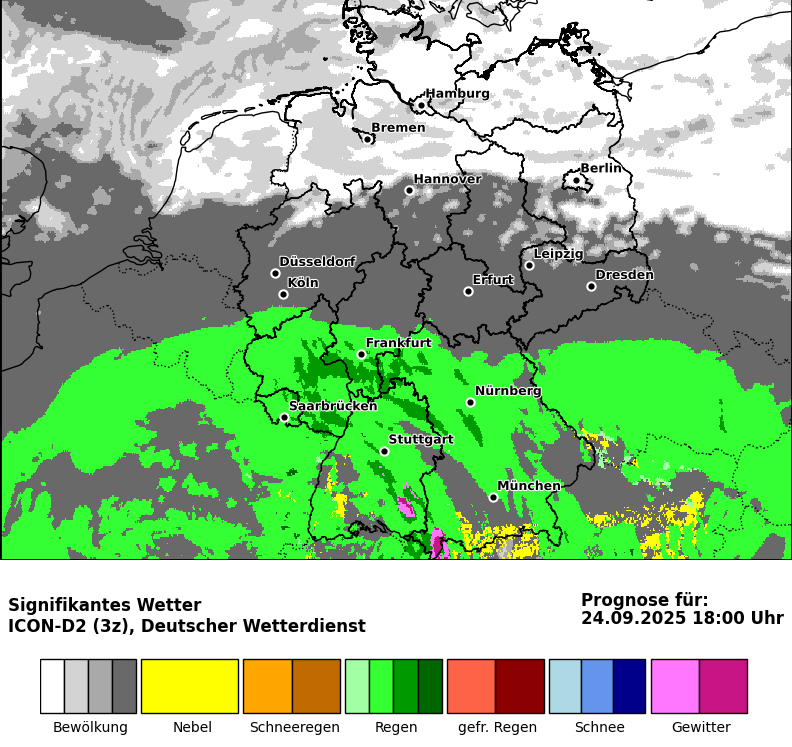 Hamburg
Bremen
Berlin
Hannover
Leipzig
Düsseldorf
Dresden
Köln
Erfurt
Frankfurt
Nürnberg
Saarbrücken
Stuttgart
München
Signifikantes Wetter
ICON-D2 (3z), Deutscher Wetterdienst
Prognose für:
24.09.2025 18:00 Uhr
Bewölkung
Nebel
Schneeregen
Regen
gefr. Regen
Schnee
Gewitter